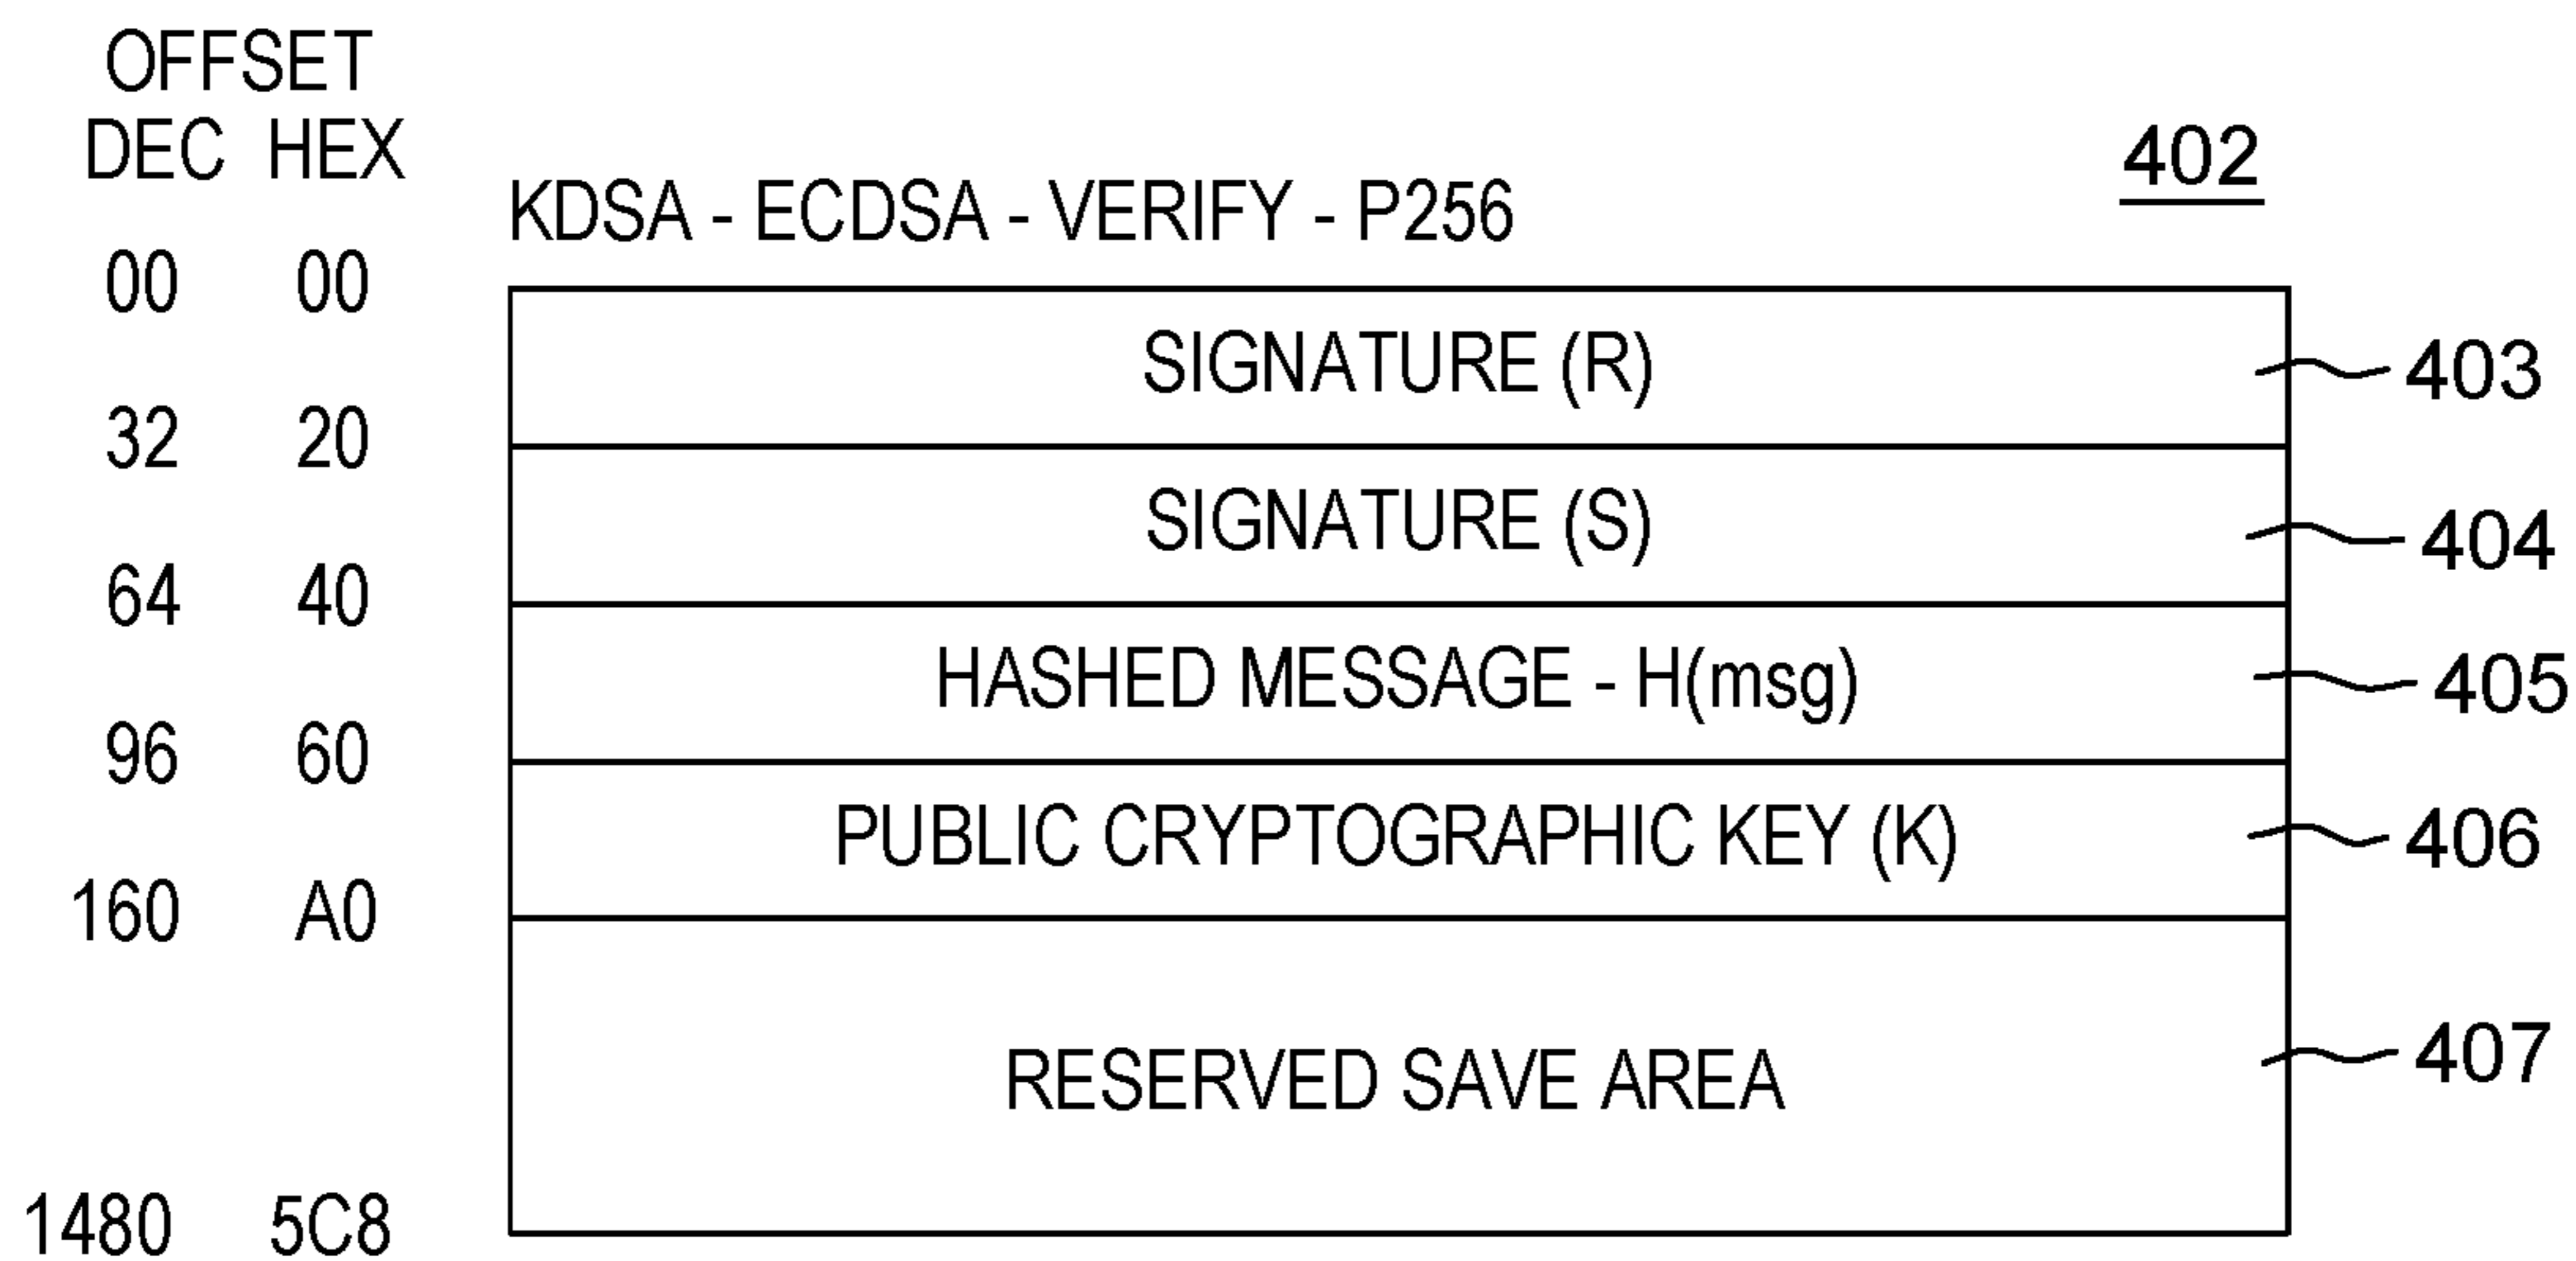 OFFSET
DEC HEX
402
KDSA - ECDSA - VERIFY - P256
00 00
SIGNATURE (R) 403
32 20
SIGNATURE (S) 404
64 40
HASHED MESSAGE - H(msg) 405
96 60
PUBLIC CRYPTOGRAPHIC KEY (K) 406
160 A0
RESERVED SAVE AREA 407
1480 5C8